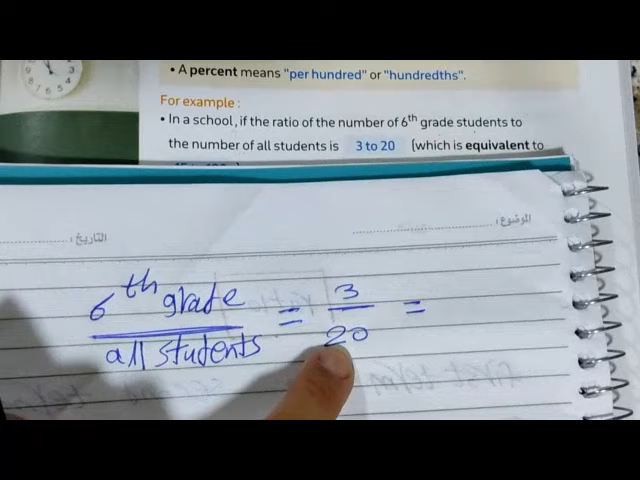 • A percent means "per hundred" or "hundredths".
For example :
• In a school, if the ratio of the number of 6th grade students to
the number of all students is 3 to 20 (which is equivalent to
الموضوع:
التاريخ:
6th grade / all students = 3 / 20 =